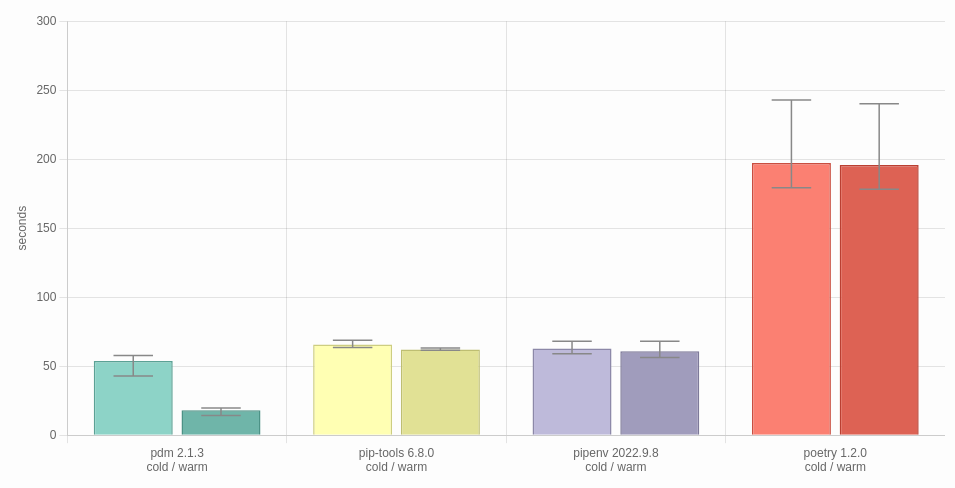 300
250
200
150
100
50
0
seconds
pdm 2.1.3
cold / warm
pip-tools 6.8.0
cold / warm
pipenv 2022.9.8
cold / warm
poetry 1.2.0
cold / warm